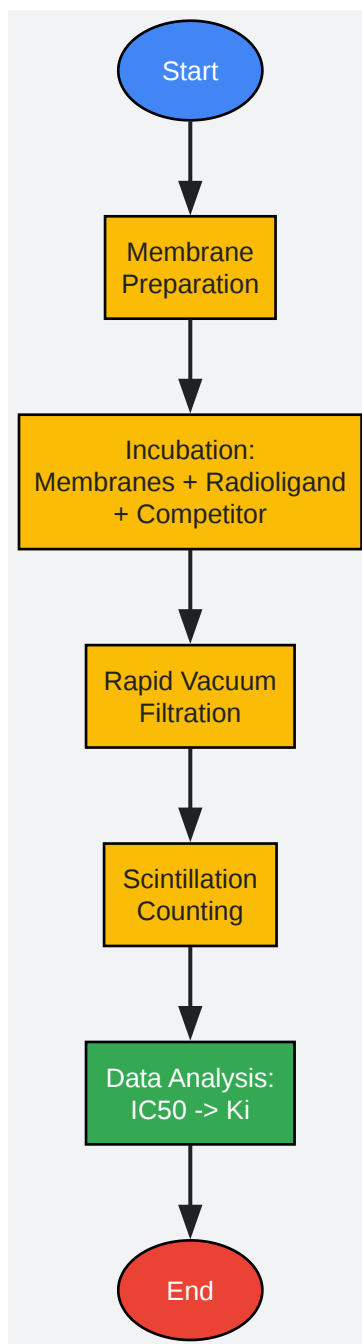 Start
Membrane
Preparation
Incubation:
Membranes + Radioligand
+ Competitor
Rapid Vacuum
Filtration
Scintillation
Counting
Data Analysis:
IC50 -> Ki
End